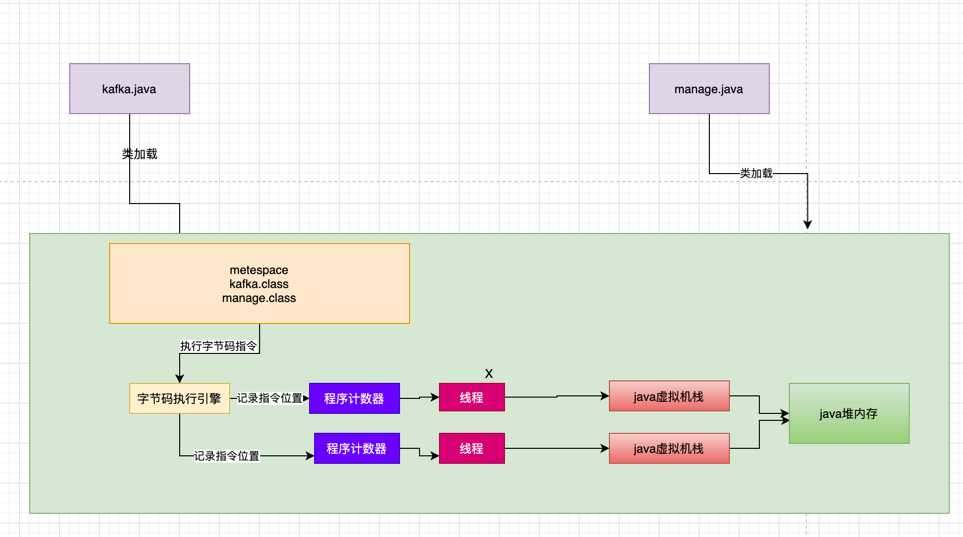 kafka.java
manage.java
类加载
类加载
metespace
kafka.class
manage.class
执行字节码指令
X
字节码执行引擎
记录指令位置
程序计数器
线程
java虚拟机栈
java堆内存
记录指令位置
程序计数器
线程
java虚拟机栈